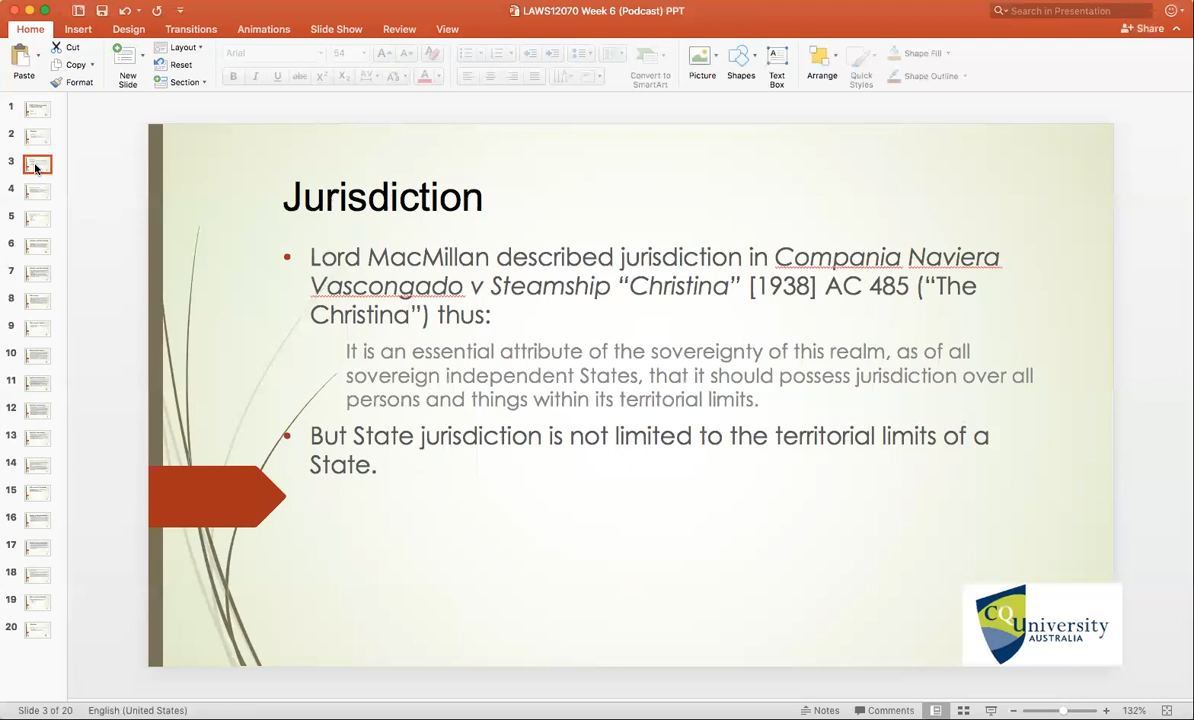 LAWS12070 Week 6 (Podcast) PPT
Search in Presentation
Home Insert Design Transitions Animations Slide Show Review View
Share
Paste
Cut
Copy
Format
New Slide
Layout
Reset
Section
Arial
54
B I U abc X² X₂ AV Aa A
Convert to SmartArt
Picture
Shapes
Text Box
Arrange
Quick Styles
Shape Fill
Shape Outline
1
2
3
4
5
6
7
8
9
10
11
12
13
14
15
16
17
18
19
20
Jurisdiction
• Lord MacMillan described jurisdiction in Compania Naviera
Vascongado v Steamship “Christina” [1938] AC 485 (“The
Christina”) thus:
It is an essential attribute of the sovereignty of this realm, as of all
sovereign independent States, that it should possess jurisdiction over all
persons and things within its territorial limits.
• But State jurisdiction is not limited to the territorial limits of a
State.
CQUniversity
AUSTRALIA
Slide 3 of 20 English (United States) Notes Comments 132%